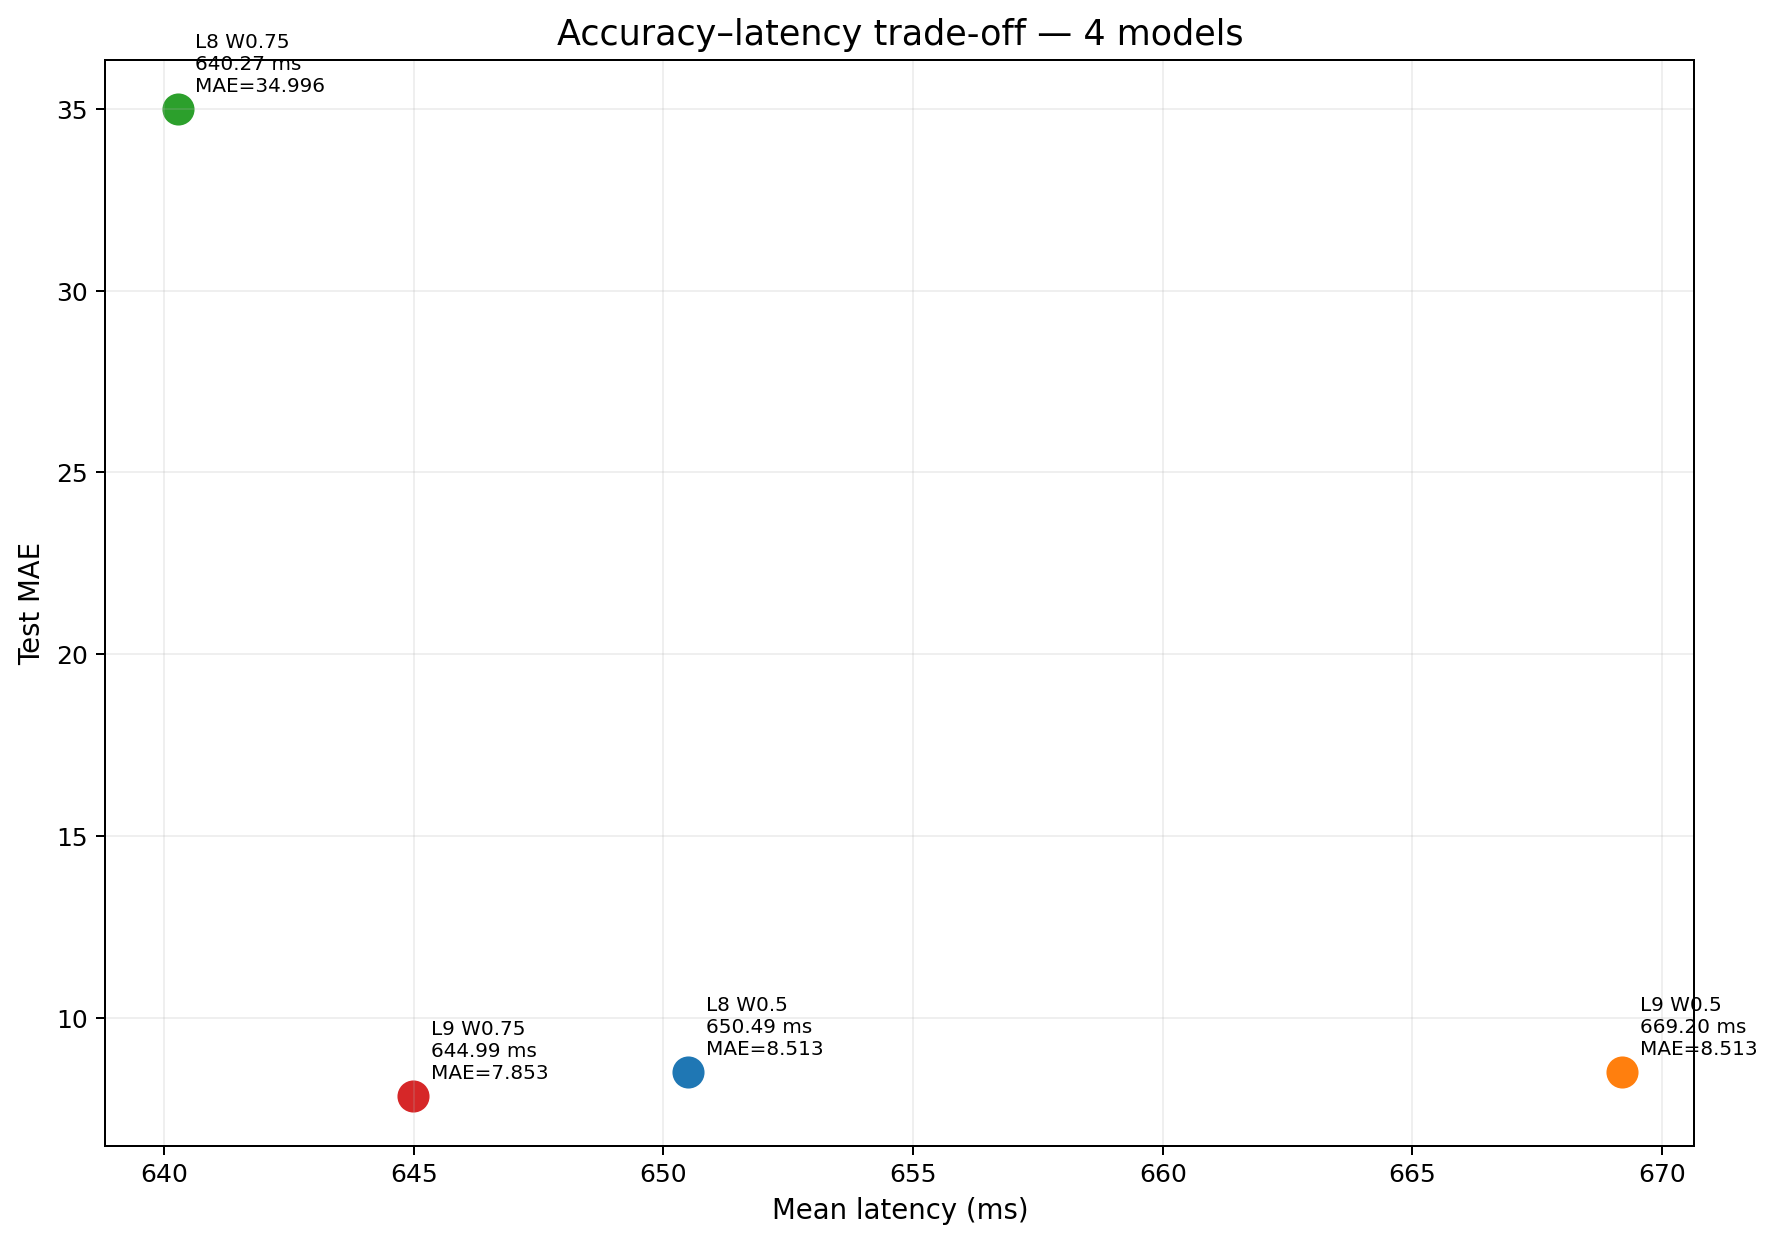 Accuracy–latency trade-off — 4 models
L8 W0.75
640.27 ms
MAE=34.996
35
30
25
20
15
10
Test MAE
L9 W0.75
644.99 ms
MAE=7.853
L8 W0.5
650.49 ms
MAE=8.513
L9 W0.5
669.20 ms
MAE=8.513
640 645 650 655 660 665 670
Mean latency (ms)